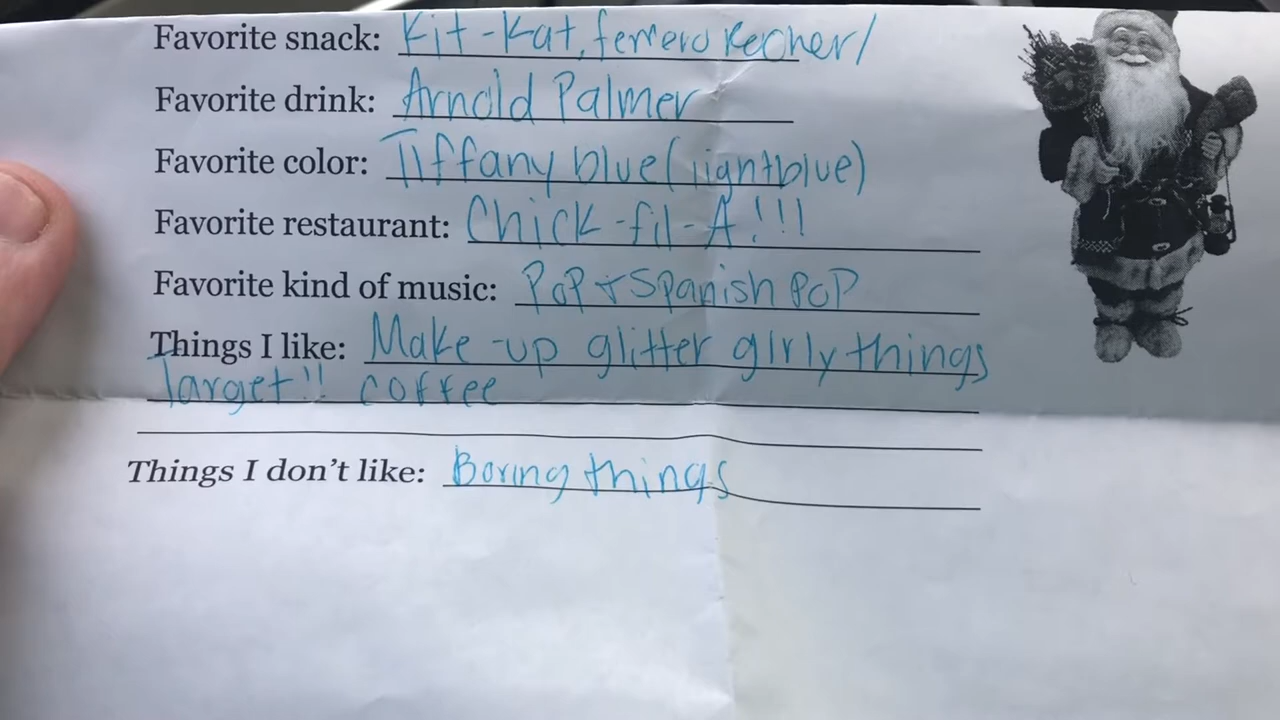 Favorite snack: Kit-Kat, ferrero Recher/
Favorite drink: Arnold Palmer
Favorite color: Tiffany blue (lightblue)
Favorite restaurant: Chick-fil-A!!!
Favorite kind of music: Pop + Spanish Pop
Things I like: Make-up glitter girly things
Target!! coffee
Things I don't like: Boring things